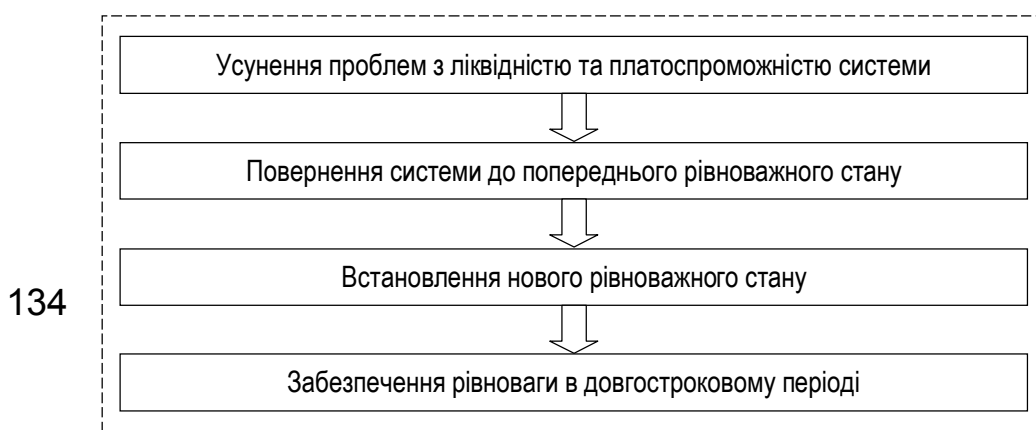 Усунення проблем з ліквідністю та платоспроможністю системи
Повернення системи до попереднього рівноважного стану
Встановлення нового рівноважного стану
134
Забезпечення рівноваги в довгостроковому періоді